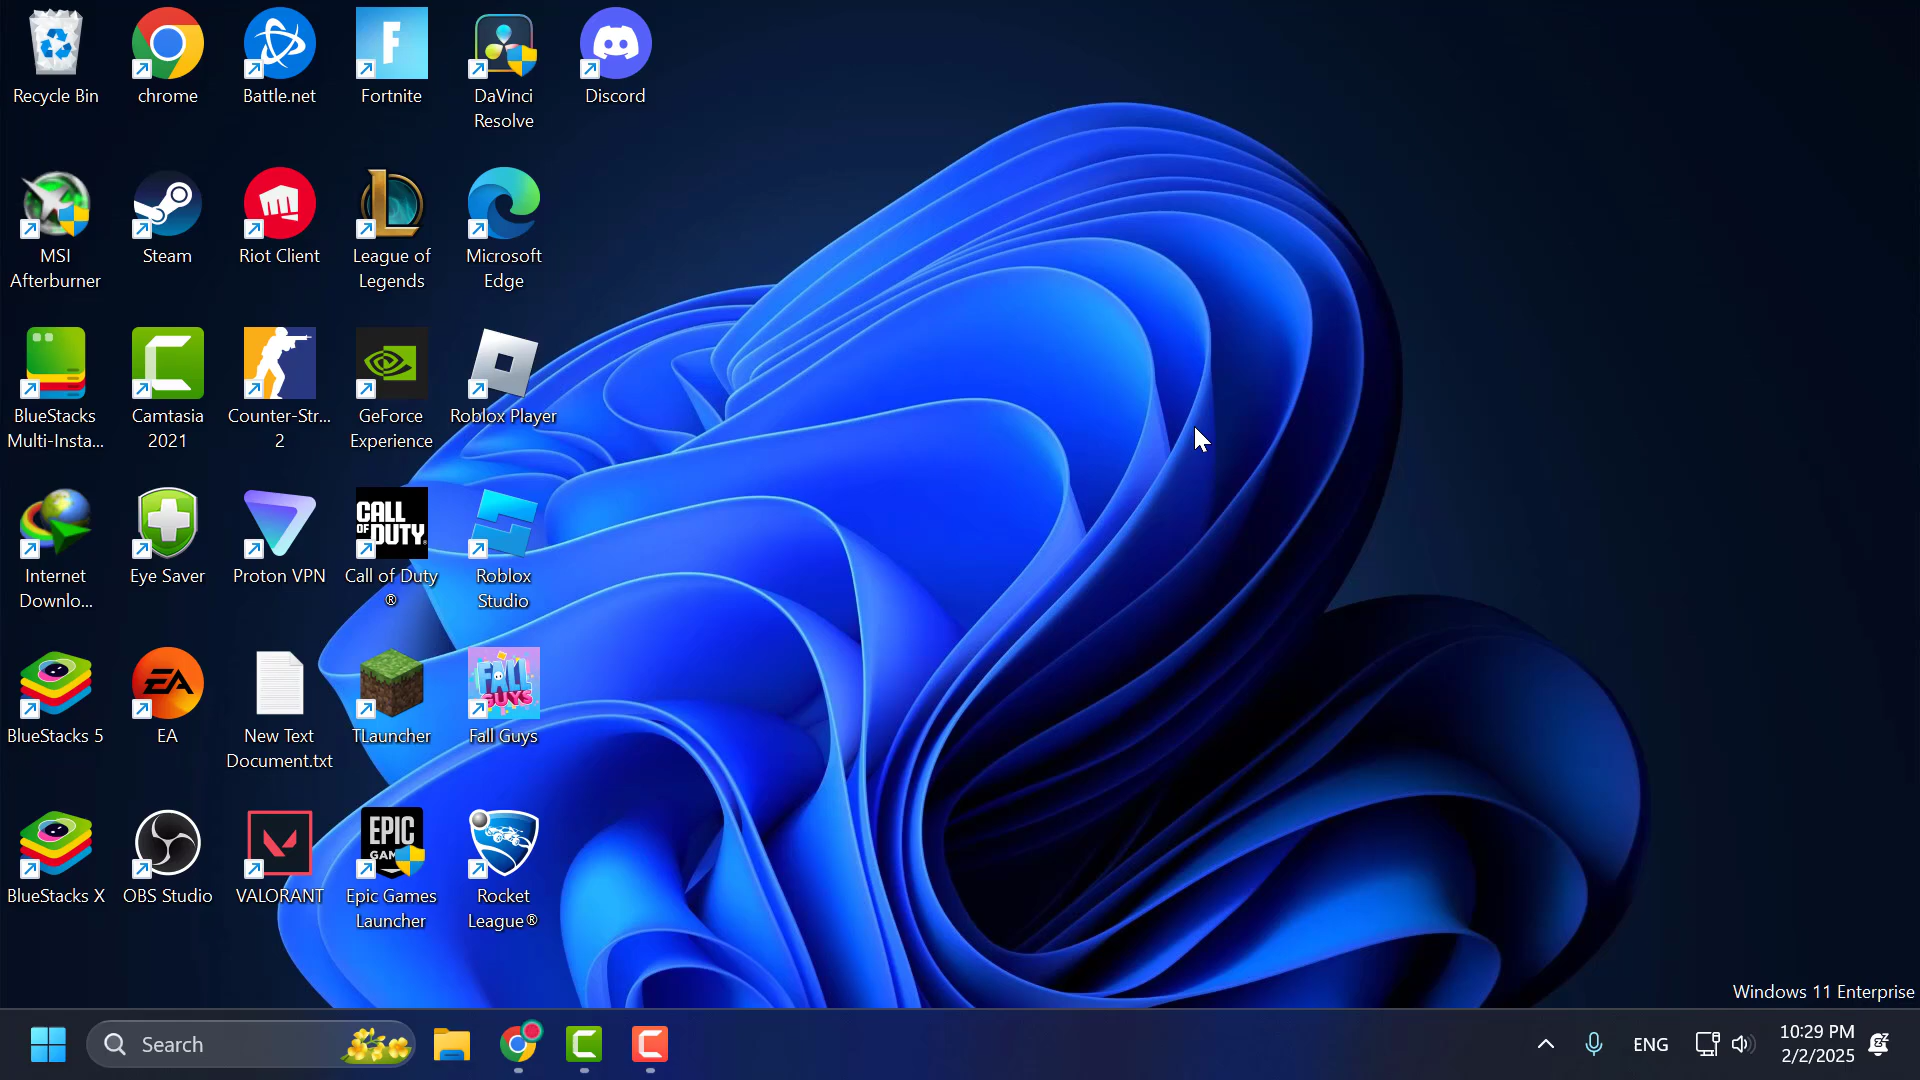 Recycle Bin
chrome
Battle.net
Fortnite
DaVinci
Resolve
Discord
MSI
Afterburner
Steam
Riot Client
League of
Legends
Microsoft
Edge
BlueStacks
Multi-Insta...
Camtasia
2021
Counter-Str...
2
GeForce
Experience
Roblox Player
Internet
Downlo...
Eye Saver
Proton VPN
CALL
OF DUTY
Call of Duty
®
Roblox
Studio
BlueStacks 5
EA
EA
New Text
Document.txt
TLauncher
FALL
GUYS
Fall Guys
BlueStacks X
OBS Studio
VALORANT
EPIC
GAM
Epic Games
Launcher
Rocket
League®
Windows 11 Enterprise
Search
ENG
10:29 PM
2/2/2025